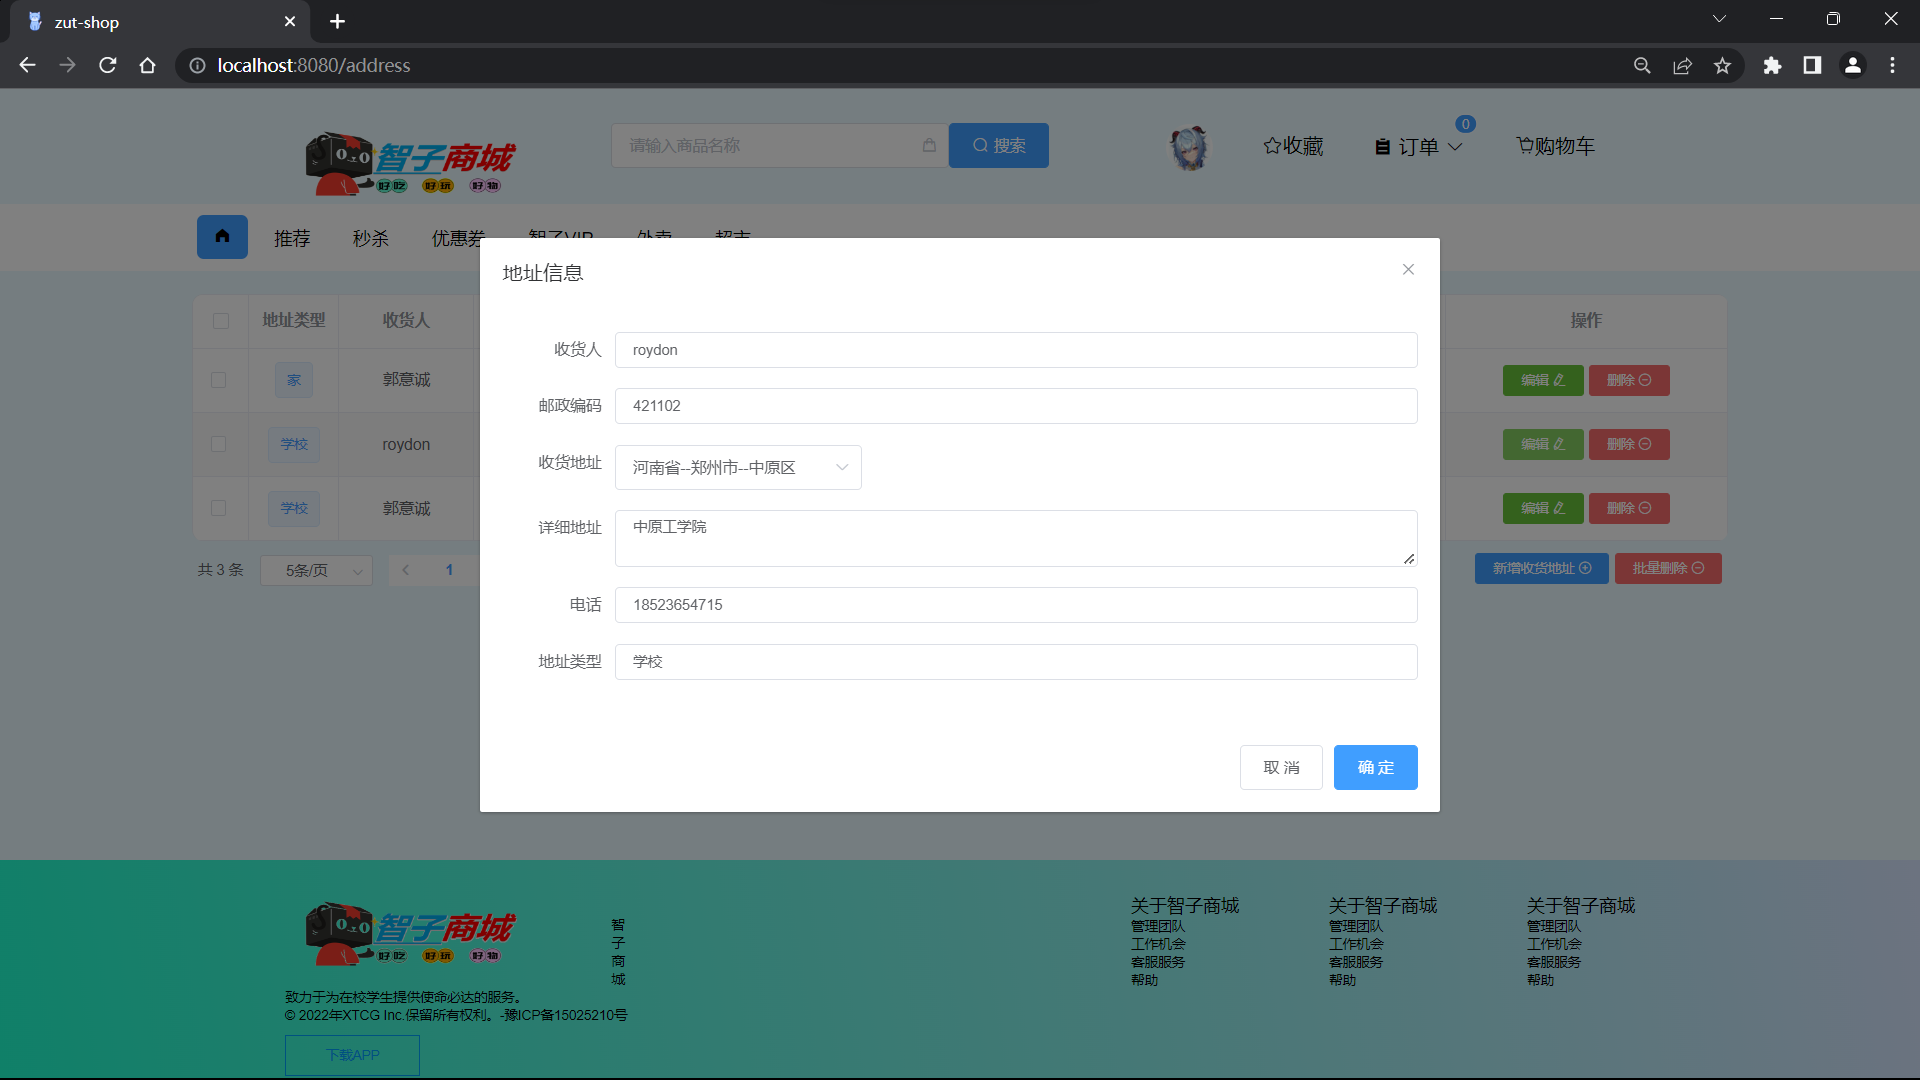 zut-shop
localhost:8080/address
智子商城
好吃 好玩 好物
请输入商品名称
搜索
收藏
订单
0
购物车
推荐
秒杀
优惠券
智子VIP
外卖
超市
地址信息
地址类型
收货人
操作
家
郭意诚
编辑
删除
学校
roydon
编辑
删除
学校
郭意诚
编辑
删除
共 3 条
5条/页
1
新增收货地址
批量删除
收货人
roydon
邮政编码
421102
收货地址
河南省--郑州市--中原区
详细地址
中原工学院
电话
18523654715
地址类型
学校
取 消
确 定
智子商城
好吃 好玩 好物
致力于为在校学生提供使命必达的服务。
© 2022年XTCG Inc.保留所有权利。-豫ICP备15025210号
下载APP
智
子
商
城
关于智子商城
管理团队
工作机会
客服服务
帮助
关于智子商城
管理团队
工作机会
客服服务
帮助
关于智子商城
管理团队
工作机会
客服服务
帮助